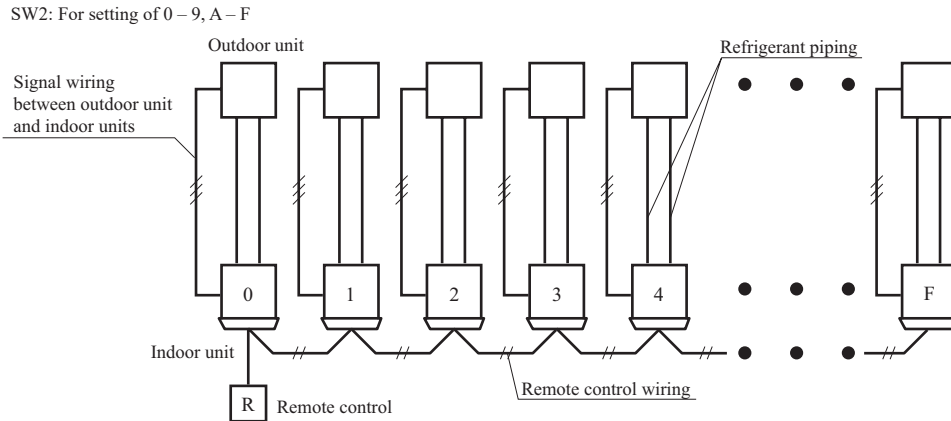 SW2: For setting of 0 – 9, A – F
Outdoor unit
Refrigerant piping
Signal wiring
between outdoor unit
and indoor units
0 1 2 3 4 F
Indoor unit
Remote control wiring
R Remote control